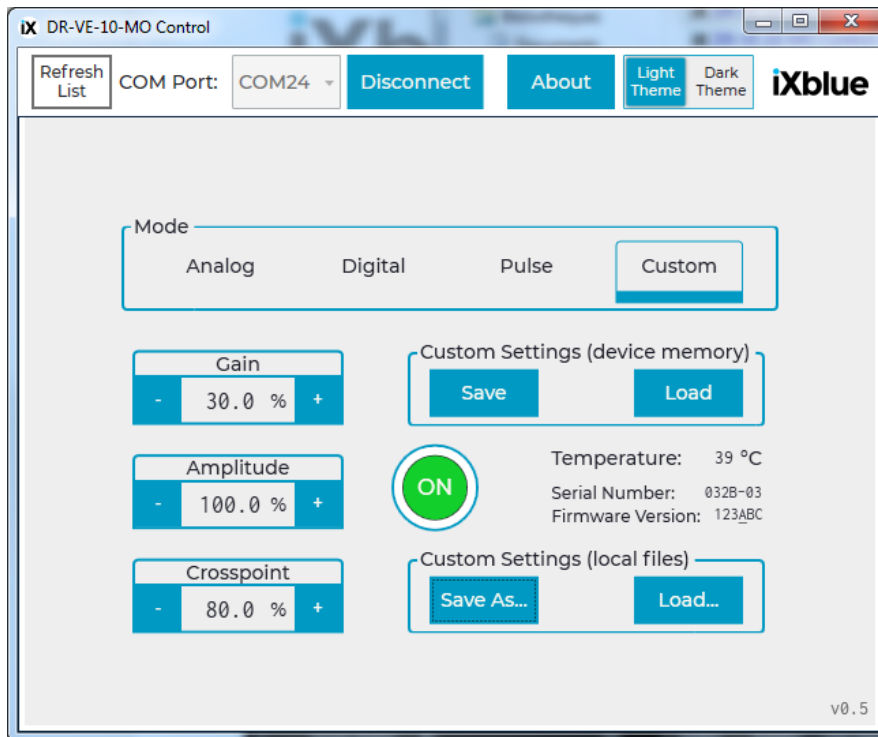 iX DR-VE-10-MO Control
Refresh List COM Port: COM24 Disconnect About Light Theme Dark Theme iXblue
Mode
Analog Digital Pulse Custom
Gain
- 30.0 % +
Custom Settings (device memory)
Save Load
Amplitude
- 100.0 % +
ON
Temperature: 39 °C
Serial Number: 032B-03
Firmware Version: 123ABC
Crosspoint
- 80.0 % +
Custom Settings (local files)
Save As... Load...
v0.5